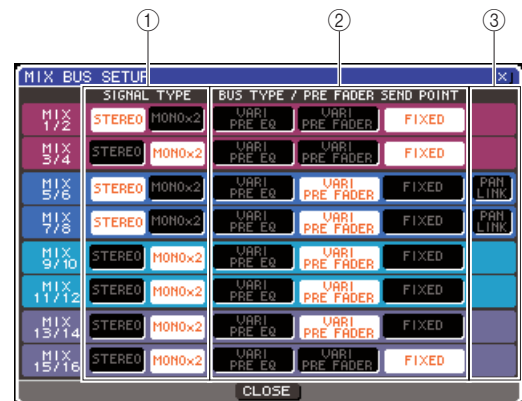 ① ② ③
MIX BUS SETUP X
SIGNAL TYPE BUS TYPE / PRE FADER SEND POINT
MIX 1/2 STEREO MONO×2 VARI PRE EQ VARI PRE FADER FIXED
MIX 3/4 STEREO MONO×2 VARI PRE EQ VARI PRE FADER FIXED
MIX 5/6 STEREO MONO×2 VARI PRE EQ VARI PRE FADER FIXED PAN LINK
MIX 7/8 STEREO MONO×2 VARI PRE EQ VARI PRE FADER FIXED PAN LINK
MIX 9/10 STEREO MONO×2 VARI PRE EQ VARI PRE FADER FIXED
MIX 11/12 STEREO MONO×2 VARI PRE EQ VARI PRE FADER FIXED
MIX 13/14 STEREO MONO×2 VARI PRE EQ VARI PRE FADER FIXED
MIX 15/16 STEREO MONO×2 VARI PRE EQ VARI PRE FADER FIXED
CLOSE